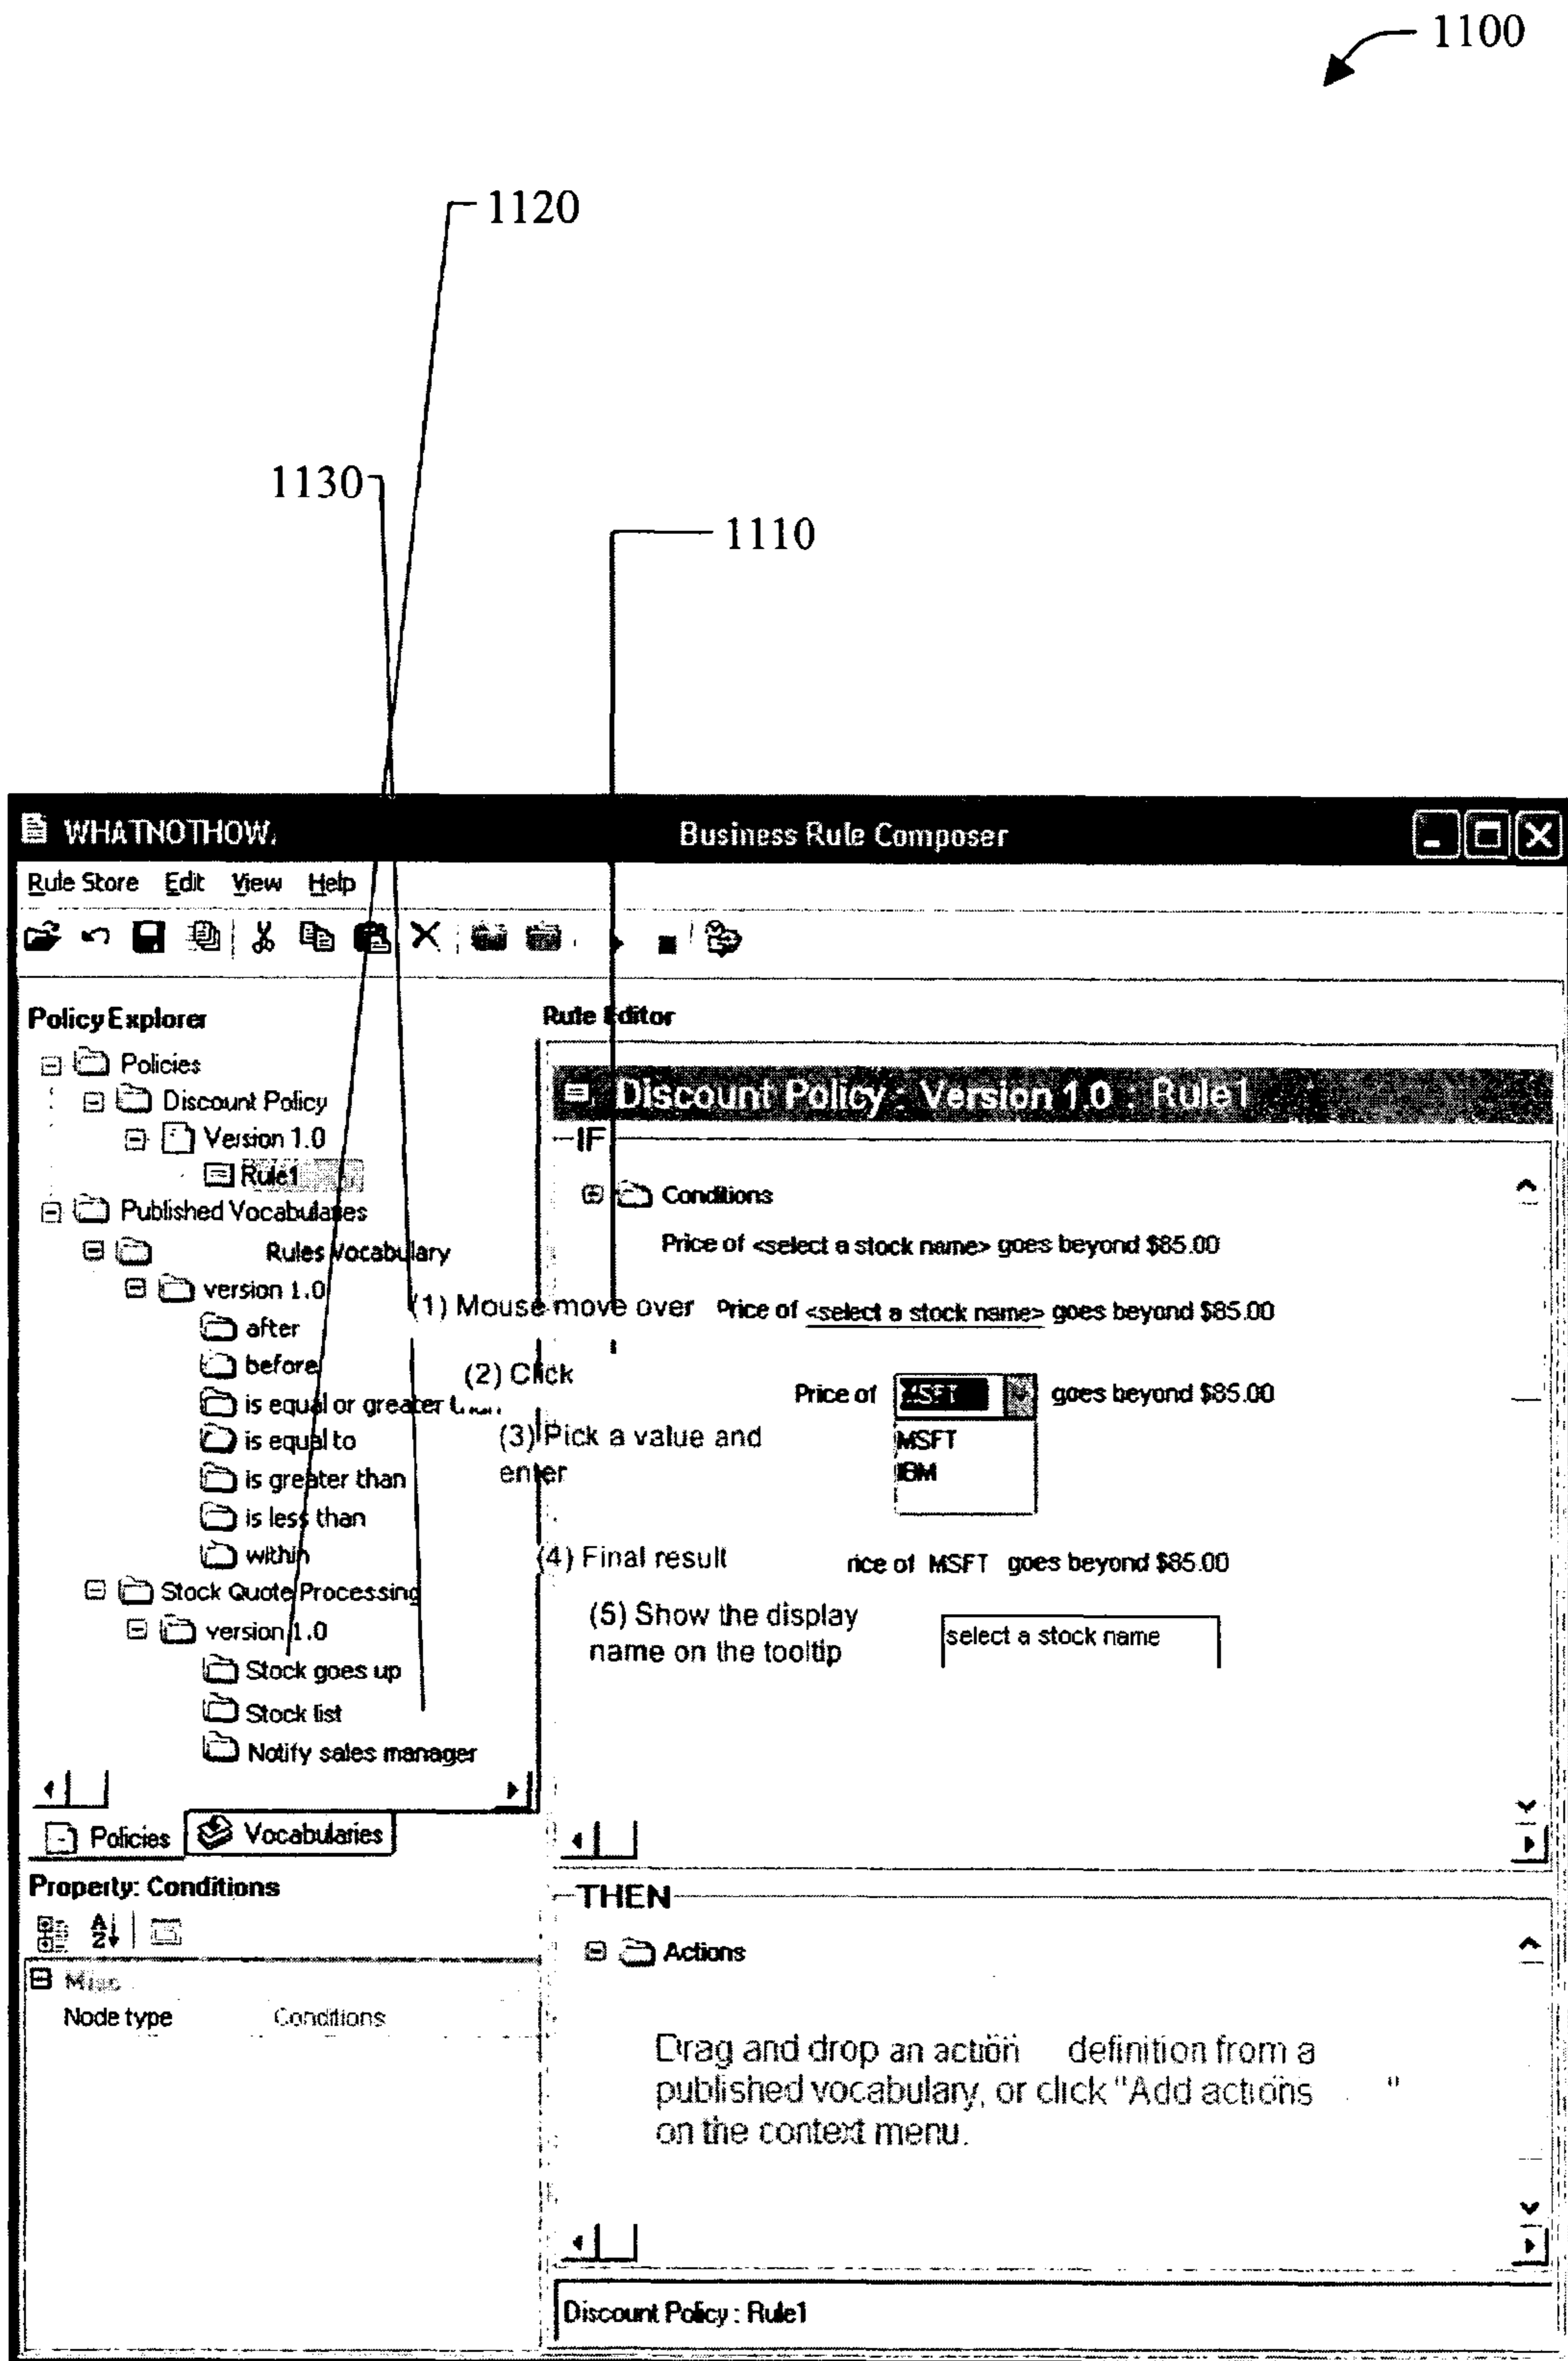 1100
1120
1130
1110
WHATNOTHOW. Business Rule Composer
Rule Store Edit View Help
Policy Explorer
Policies
Discount Policy
Version 1.0
Rule1
Published Vocabularies
Rules Vocabulary
version 1.0
after
before
is equal or greater
is equal to
is greater than
is less than
within
Stock Quote Processing
version 1.0
Stock goes up
Stock list
Notify sales manager
Policies Vocabularies
Property: Conditions
Misc
Node type Conditions
Rule Editor
Discount Policy : Version 1.0 : Rule1
IF
Conditions
Price of <select a stock name> goes beyond $85.00
(1) Mouse move over Price of <select a stock name> goes beyond $85.00
(2) Click
Price of MSFT goes beyond $85.00
(3) Pick a value and
enter
MSFT
IBM
(4) Final result rice of MSFT goes beyond $85.00
(5) Show the display
name on the tooltip
select a stock name
THEN
Actions
Drag and drop an action definition from a
published vocabulary, or click "Add actions "
on the context menu.
Discount Policy : Rule1